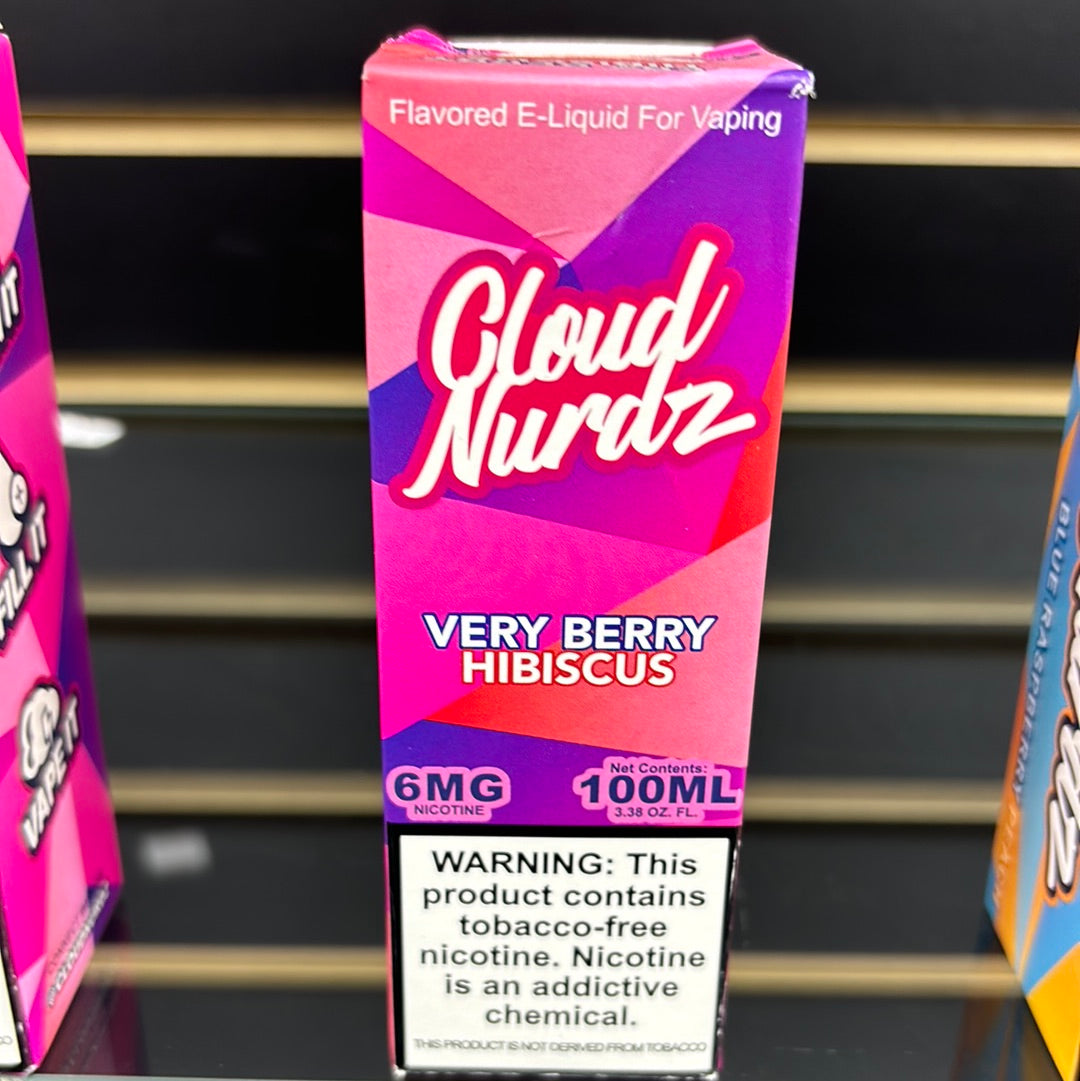 Flavored E-Liquid For Vaping
Cloud
Nurdz
VERY BERRY
HIBISCUS
6MG
NICOTINE
Net Contents:
100ML
3.38 OZ. FL.
WARNING: This
product contains
tobacco-free
nicotine. Nicotine
is an addictive
chemical.
THIS PRODUCT IS NOT DERIVED FROM TOBACCO
IT
FILL IT
VAPE IT
BLUE RASPBERRY